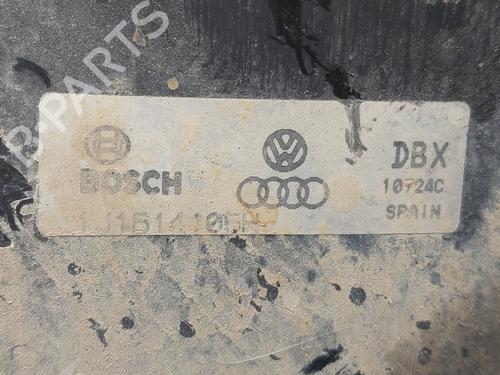 B-PARTS
BOSCH
DBX
10724C
SPAIN